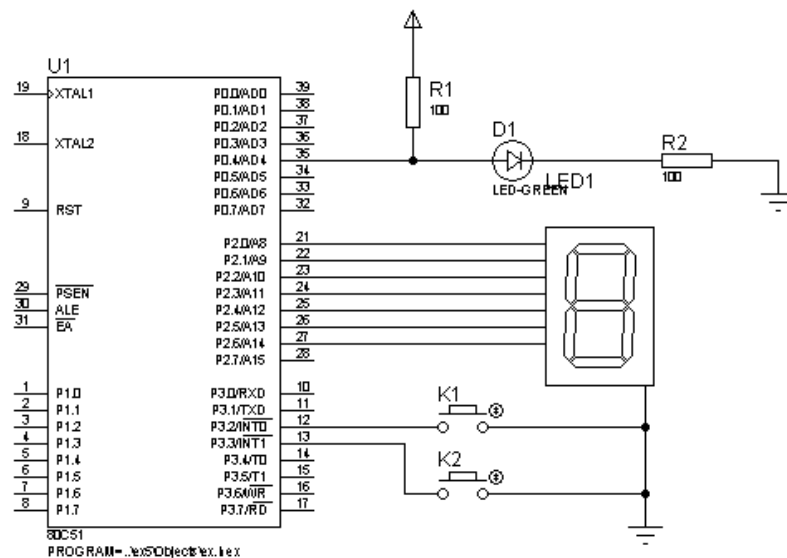 U1
19
XTAL1
18
XTAL2
9
RST
29
PSEN
30
ALE
31
EA
1
P1.0
2
P1.1
3
P1.2
4
P1.3
5
P1.4
6
P1.5
7
P1.6
8
P1.7
P0.0/AD0
39
P0.1/AD1
38
P0.2/AD2
37
P0.3/AD3
36
P0.4/AD4
35
P0.5/AD5
34
P0.6/AD6
33
P0.7/AD7
32
P2.0/A8
21
P2.1/A9
22
P2.2/A10
23
P2.3/A11
24
P2.4/A12
25
P2.5/A13
26
P2.6/A14
27
P2.7/A15
28
P3.0/RXD
10
P3.1/TXD
11
P3.2/INT0
12
P3.3/INT1
13
P3.4/T0
14
P3.5/T1
15
P3.6/WR
16
P3.7/RD
17
80C51
PROGRAM=..\ex5\Objects\ex.hex
R1
100
D1
LED-GREEN
LED1
R2
100
K1
K2